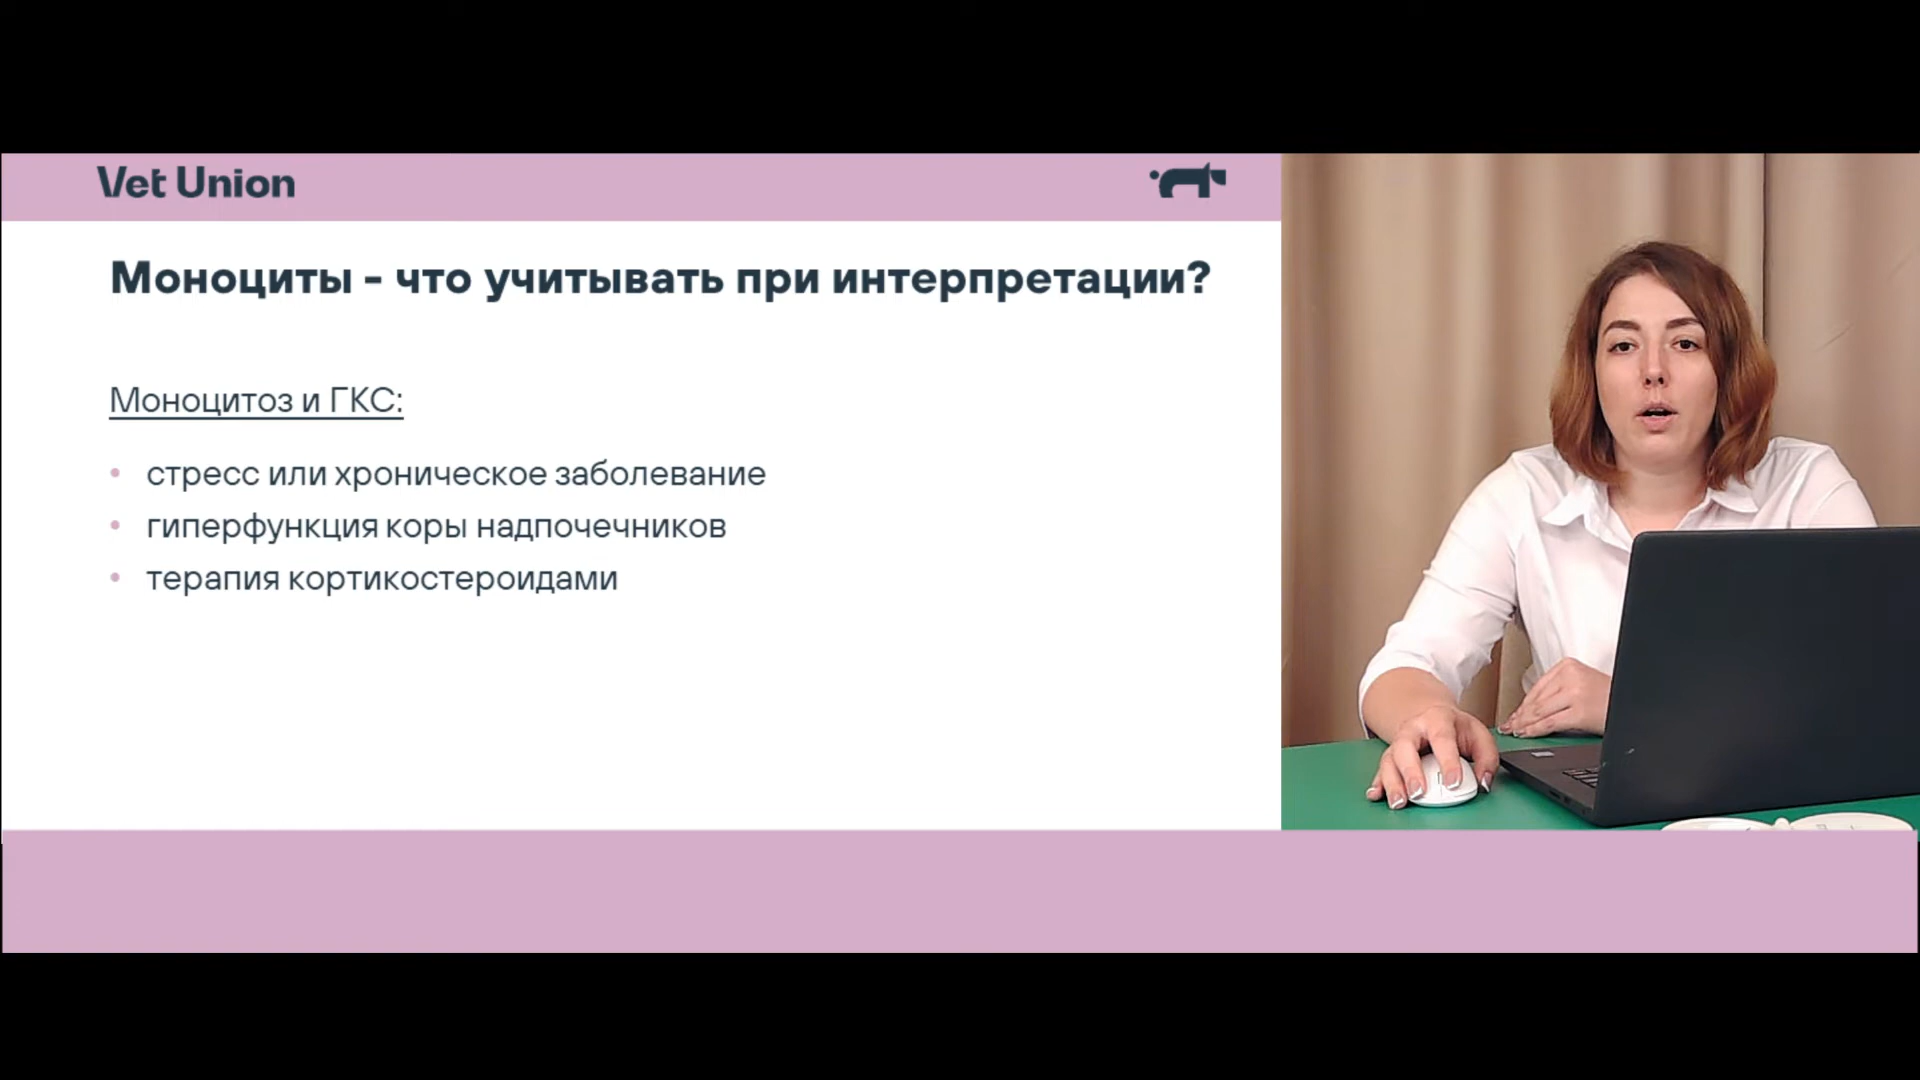 Vet Union
Моноциты - что учитывать при интерпретации?
Моноцитоз и ГКС:
• стресс или хроническое заболевание
• гиперфункция коры надпочечников
• терапия кортикостероидами